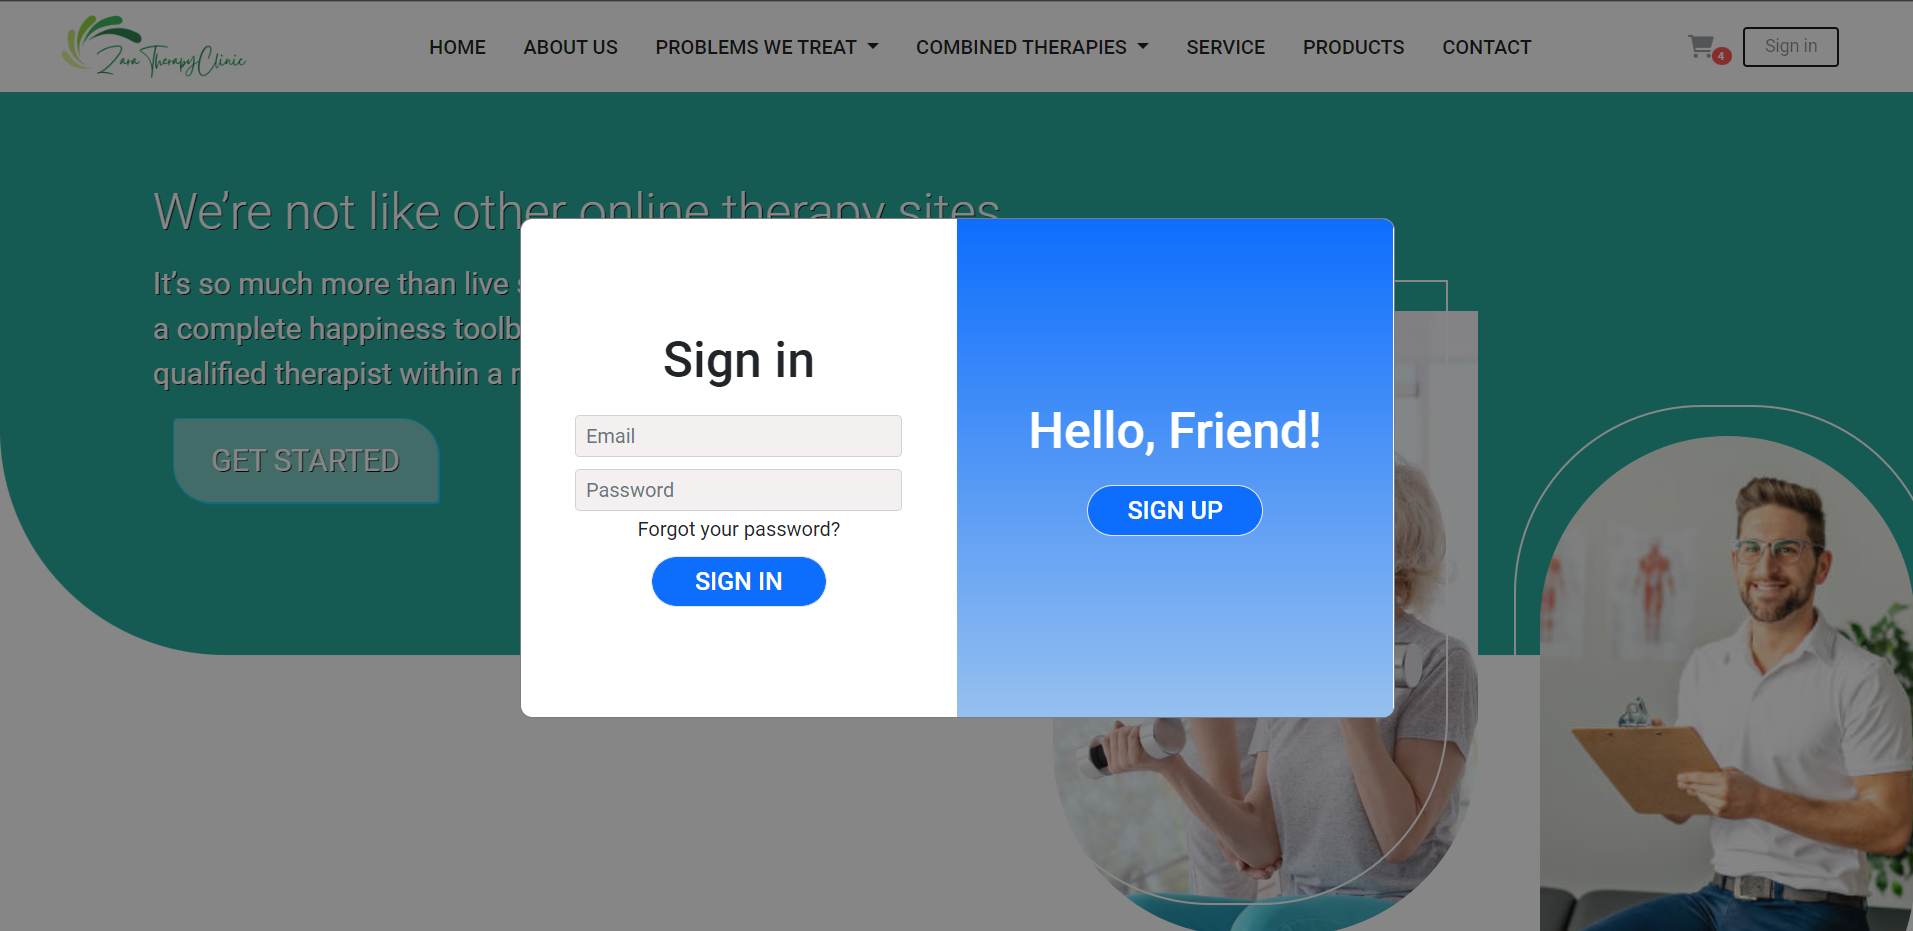 Zara Therapy Clinic
HOME
ABOUT US
PROBLEMS WE TREAT
COMBINED THERAPIES
SERVICE
PRODUCTS
CONTACT
4
Sign in
We’re not like other online therapy sites
It’s so much more than live
a complete happiness toolb
qualified therapist within a
GET STARTED
Sign in
Email
Password
Forgot your password?
SIGN IN
Hello, Friend!
SIGN UP